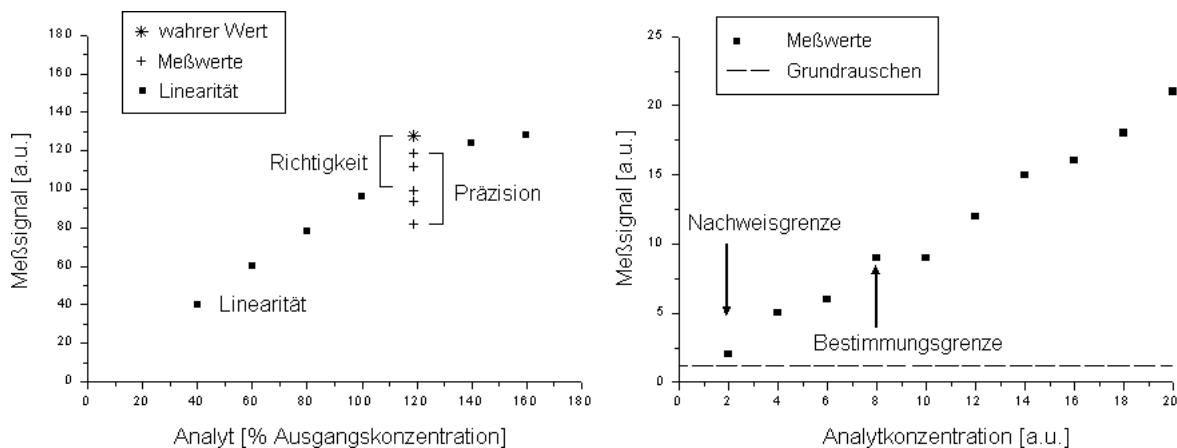 wahrer Wert
Meßwerte
Linearität
Meßsignal [a.u.]
180
160
140
120
100
80
60
40
20
0
Richtigkeit
Präzision
Linearität
0 20 40 60 80 100 120 140 160 180
Analyt [% Ausgangskonzentration]
Meßwerte
Grundrauschen
Meßsignal [a.u.]
25
20
15
10
5
0
Nachweisgrenze
Bestimmungsgrenze
0 2 4 6 8 10 12 14 16 18 20
Analytkonzentration [a.u.]